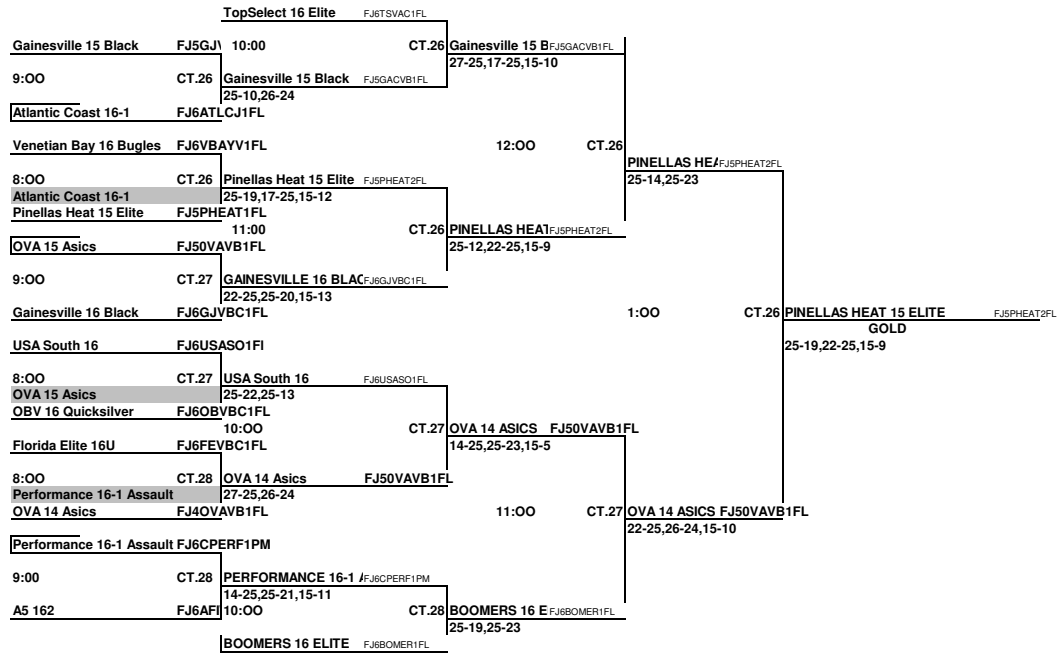 TopSelect 16 Elite FJ6TSVAC1FL
Gainesville 15 Black FJ5GJV 10:00 CT.26 Gainesville 15 B FJ5GACVB1FL
27-25,17-25,15-10
9:OO CT.26 Gainesville 15 Black FJ5GACVB1FL
25-10,26-24
Atlantic Coast 16-1 FJ6ATLCJ1FL
Venetian Bay 16 Bugles FJ6VBAYV1FL 12:OO CT.26
PINELLAS HEA FJ5PHEAT2FL
8:OO CT.26 Pinellas Heat 15 Elite FJ5PHEAT2FL 25-14,25-23
Atlantic Coast 16-1 25-19,17-25,15-12
Pinellas Heat 15 Elite FJ5PHEAT1FL
11:00 CT.26 PINELLAS HEAT FJ5PHEAT2FL
OVA 15 Asics FJ50VAVB1FL 25-12,22-25,15-9
9:OO CT.27 GAINESVILLE 16 BLAC FJ6GJVBC1FL
22-25,25-20,15-13
Gainesville 16 Black FJ6GJVBC1FL 1:OO CT.26 PINELLAS HEAT 15 ELITE FJ5PHEAT2FL
GOLD
USA South 16 FJ6USASO1Fl 25-19,22-25,15-9
8:OO CT.27 USA South 16 FJ6USASO1FL
OVA 15 Asics 25-22,25-13
OBV 16 Quicksilver FJ6OBVBC1FL
10:OO CT.27 OVA 14 ASICS FJ50VAVB1FL
Florida Elite 16U FJ6FEVBC1FL 14-25,25-23,15-5
8:OO CT.28 OVA 14 Asics FJ50VAVB1FL
Performance 16-1 Assault 27-25,26-24
OVA 14 Asics FJ4OVAVB1FL 11:OO CT.27 OVA 14 ASICS FJ50VAVB1FL
22-25,26-24,15-10
Performance 16-1 Assault FJ6CPERF1PM
9:00 CT.28 PERFORMANCE 16-1 FJ6CPERF1PM
14-25,25-21,15-11
A5 162 FJ6AFI 10:OO CT.28 BOOMERS 16 E FJ6BOMER1FL
25-19,25-23
BOOMERS 16 ELITE FJ6BOMER1FL